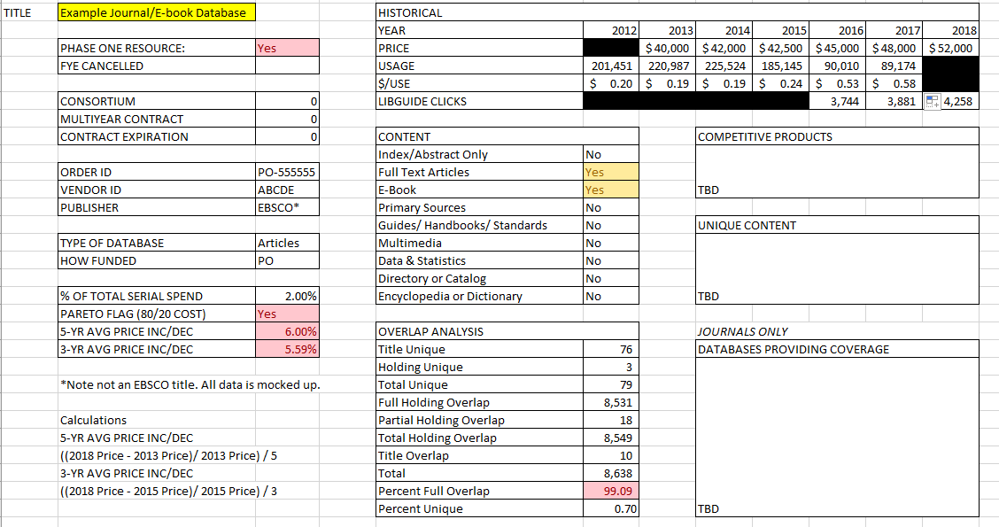 TITLE Example Journal/E-book Database
PHASE ONE RESOURCE: Yes
FYE CANCELLED
CONSORTIUM 0
MULTIYEAR CONTRACT 0
CONTRACT EXPIRATION 0
ORDER ID PO-555555
VENDOR ID ABCDE
PUBLISHER EBSCO*
TYPE OF DATABASE Articles
HOW FUNDED PO
% OF TOTAL SERIAL SPEND 2.00%
PARETO FLAG (80/20 COST) Yes
5-YR AVG PRICE INC/DEC 6.00%
3-YR AVG PRICE INC/DEC 5.59%
*Note not an EBSCO title. All data is mocked up.
Calculations
5-YR AVG PRICE INC/DEC
((2018 Price - 2013 Price)/ 2013 Price) / 5
3-YR AVG PRICE INC/DEC
((2018 Price - 2015 Price)/ 2015 Price) / 3
HISTORICAL
YEAR 2012 2013 2014 2015 2016 2017 2018
PRICE $40,000 $42,000 $42,500 $45,000 $48,000 $52,000
USAGE 201,451 220,987 225,524 185,145 90,010 89,174
$/USE $ 0.20 $ 0.19 $ 0.19 $ 0.24 $ 0.53 $ 0.58
LIBGUIDE CLICKS 3,744 3,881 4,258
CONTENT
Index/Abstract Only No
Full Text Articles Yes
E-Book Yes
Primary Sources No
Guides/ Handbooks/ Standards No
Multimedia No
Data & Statistics No
Directory or Catalog No
Encyclopedia or Dictionary No
OVERLAP ANALYSIS
Title Unique 76
Holding Unique 3
Total Unique 79
Full Holding Overlap 8,531
Partial Holding Overlap 18
Total Holding Overlap 8,549
Title Overlap 10
Total 8,638
Percent Full Overlap 99.09
Percent Unique 0.70
COMPETITIVE PRODUCTS
TBD
UNIQUE CONTENT
TBD
JOURNALS ONLY
DATABASES PROVIDING COVERAGE
TBD